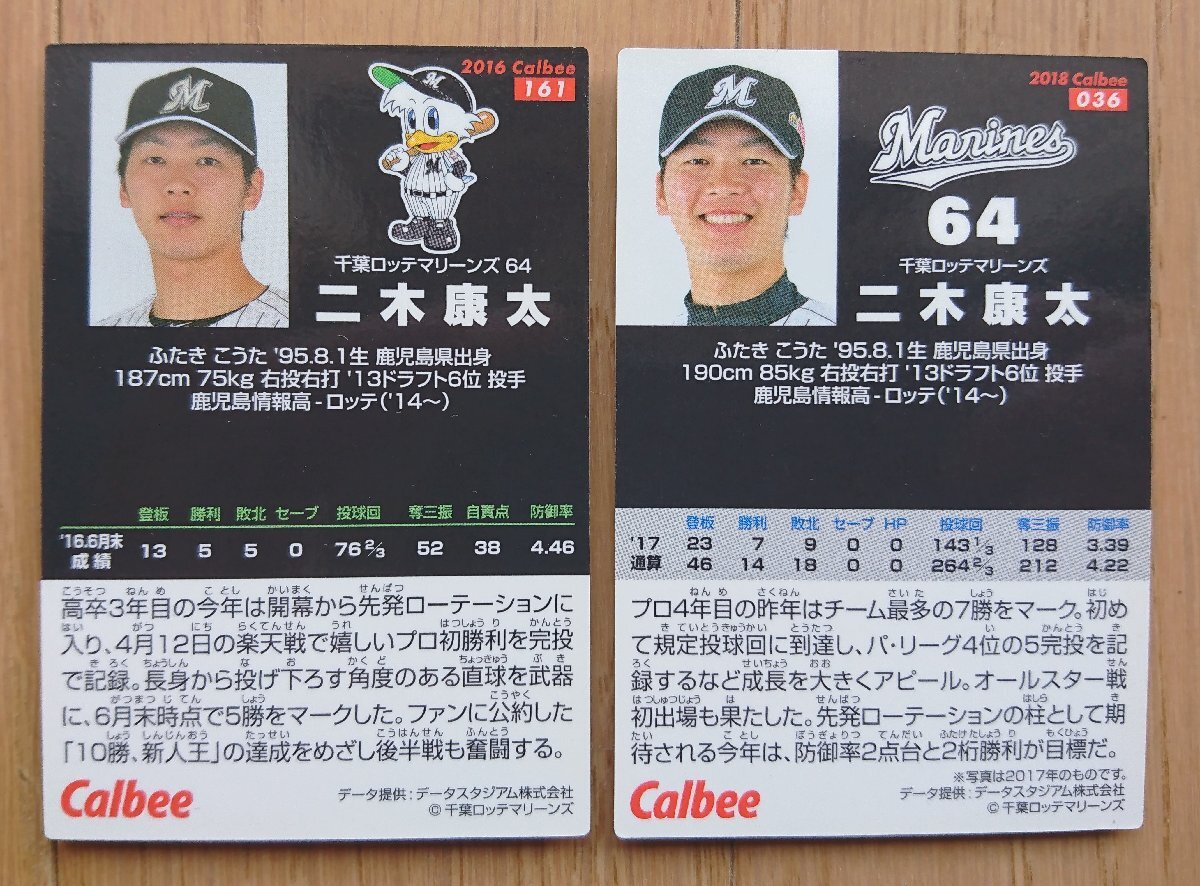 2016 Calbee
161
M
千葉ロッテマリーンズ 64
二木康太
ふたき こうた '95.8.1生 鹿児島県出身
187cm 75kg 右投右打 '13ドラフト6位 投手
鹿児島情報高-ロッテ('14〜)
登板 勝利 敗北 セーブ 投球回 奪三振 自責点 防御率
'16.6月末成績 13 5 5 0 76 2/3 52 38 4.46
高卒3年目の今年は開幕から先発ローテーションに
入り、4月12日の楽天戦で嬉しいプロ初勝利を完投
で記録。長身から投げ下ろす角度のある直球を武器
に、6月末時点で5勝をマークした。ファンに公約した
「10勝、新人王」の達成をめざし後半戦も奮闘する。
Calbee
データ提供:データスタジアム株式会社
© 千葉ロッテマリーンズ
2018 Calbee
036
M
Marines
64
千葉ロッテマリーンズ
二木康太
ふたき こうた '95.8.1生 鹿児島県出身
190cm 85kg 右投右打 '13ドラフト6位 投手
鹿児島情報高-ロッテ('14〜)
登板 勝利 敗北 セーブ HP 投球回 奪三振 防御率
'17 23 7 9 0 0 143 1/3 128 3.39
通算 46 14 18 0 0 264 2/3 212 4.22
プロ4年目の昨年はチーム最多の7勝をマーク。初め
て規定投球回に到達し、パ・リーグ4位の5完投を記
録するなど成長を大きくアピール。オールスター戦
初出場も果たした。先発ローテーションの柱として期
待される今年は、防御率2点台と2桁勝利が目標だ。
※写真は2017年のものです。
Calbee
データ提供:データスタジアム株式会社
© 千葉ロッテマリーンズ